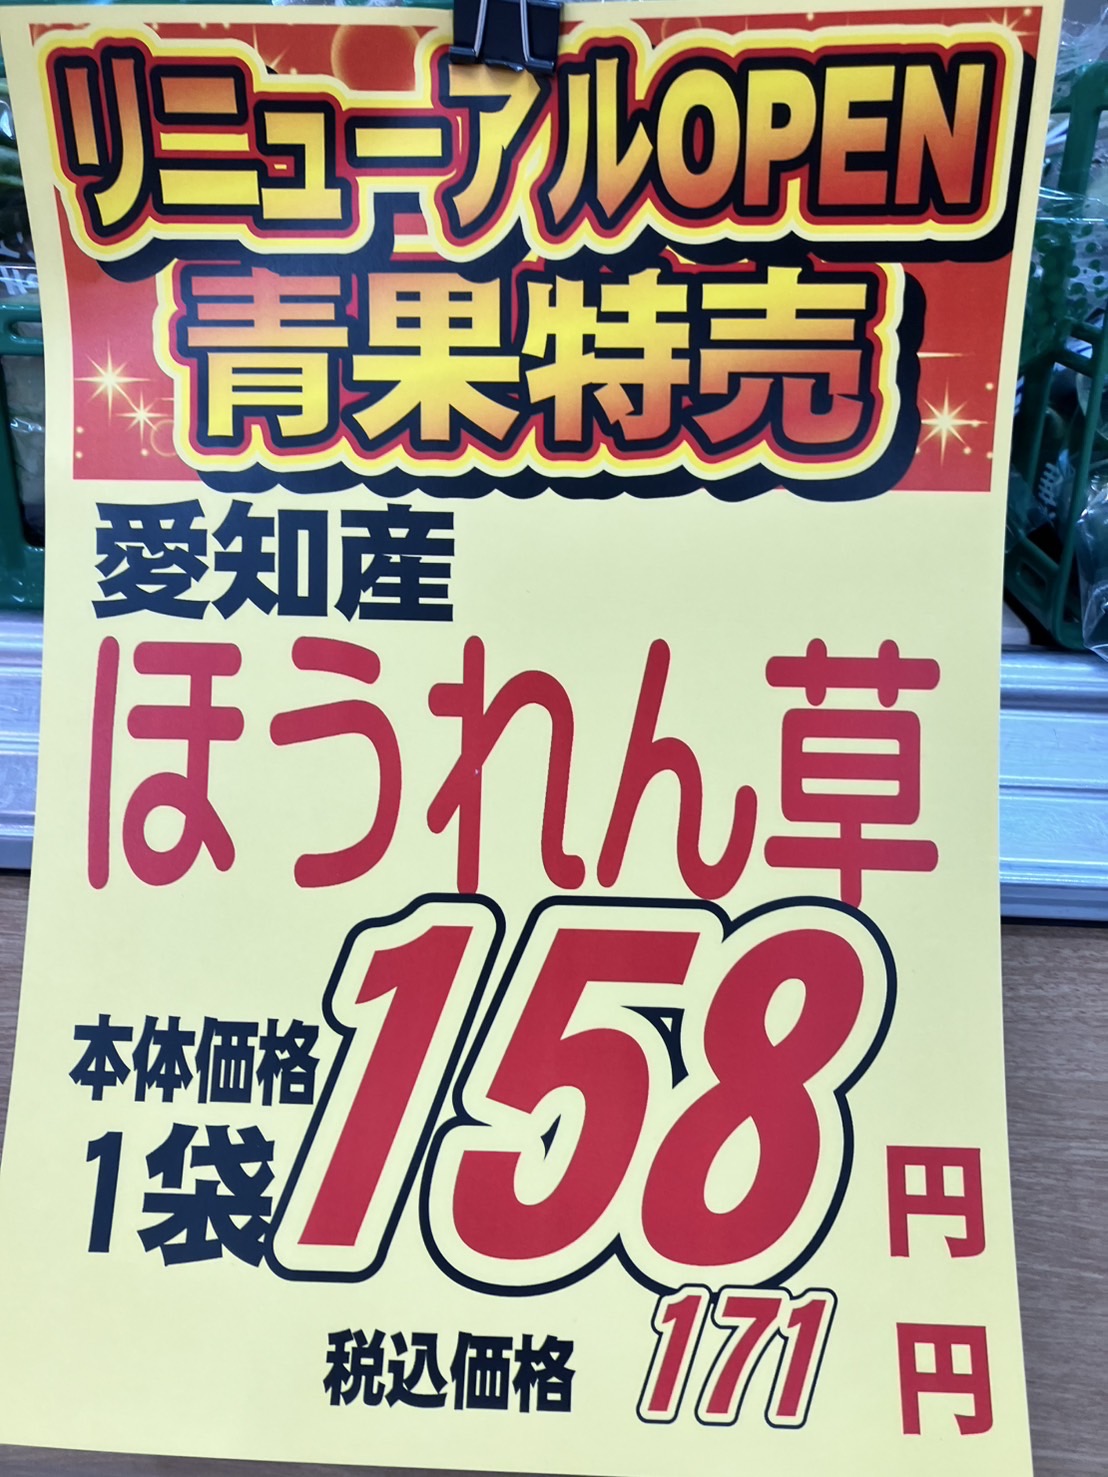 リニューアルOPEN
青果特売
愛知産
ほうれん草
本体価格
1袋 158 円
税込価格 171 円